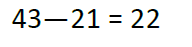 43—21 = 22